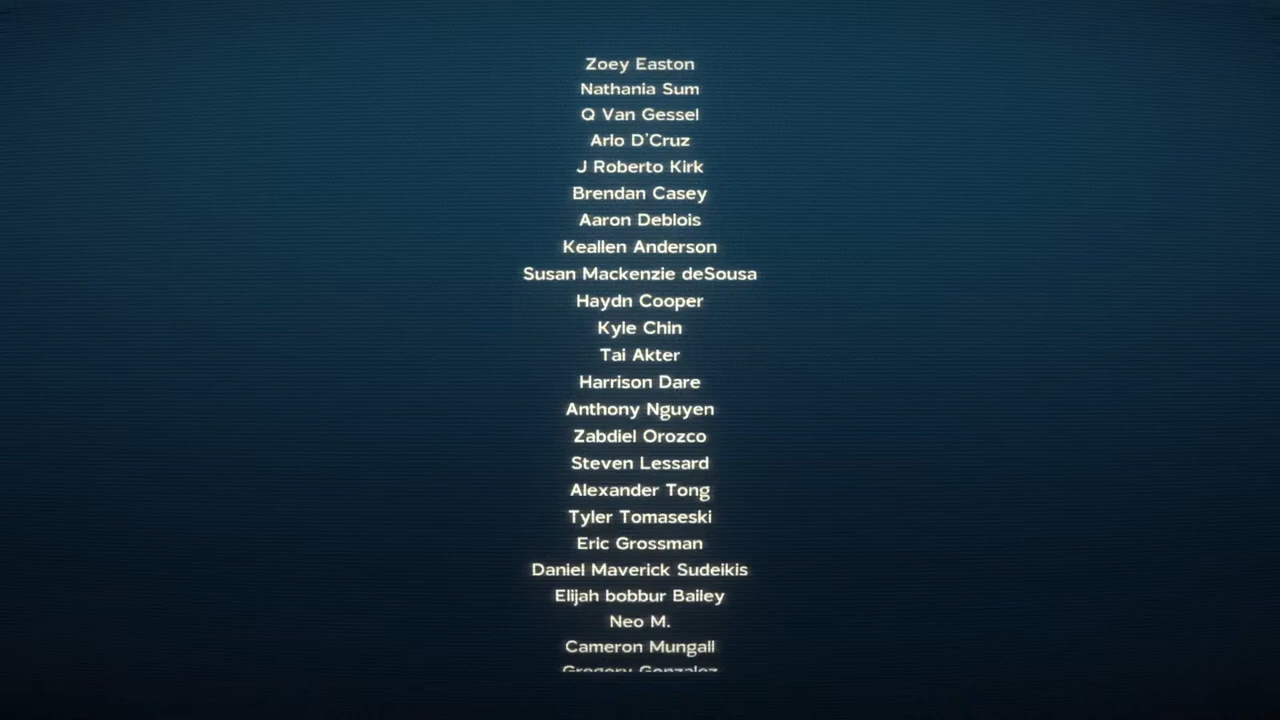 Zoey Easton
Nathania Sum
Q Van Gessel
Arlo D'Cruz
J Roberto Kirk
Brendan Casey
Aaron Deblois
Keallen Anderson
Susan Mackenzie deSousa
Haydn Cooper
Kyle Chin
Tai Akter
Harrison Dare
Anthony Nguyen
Zabdiel Orozco
Steven Lessard
Alexander Tong
Tyler Tomaseski
Eric Grossman
Daniel Maverick Sudeikis
Elijah bobbur Bailey
Neo M.
Cameron Mungall
Gregory Gonzalez